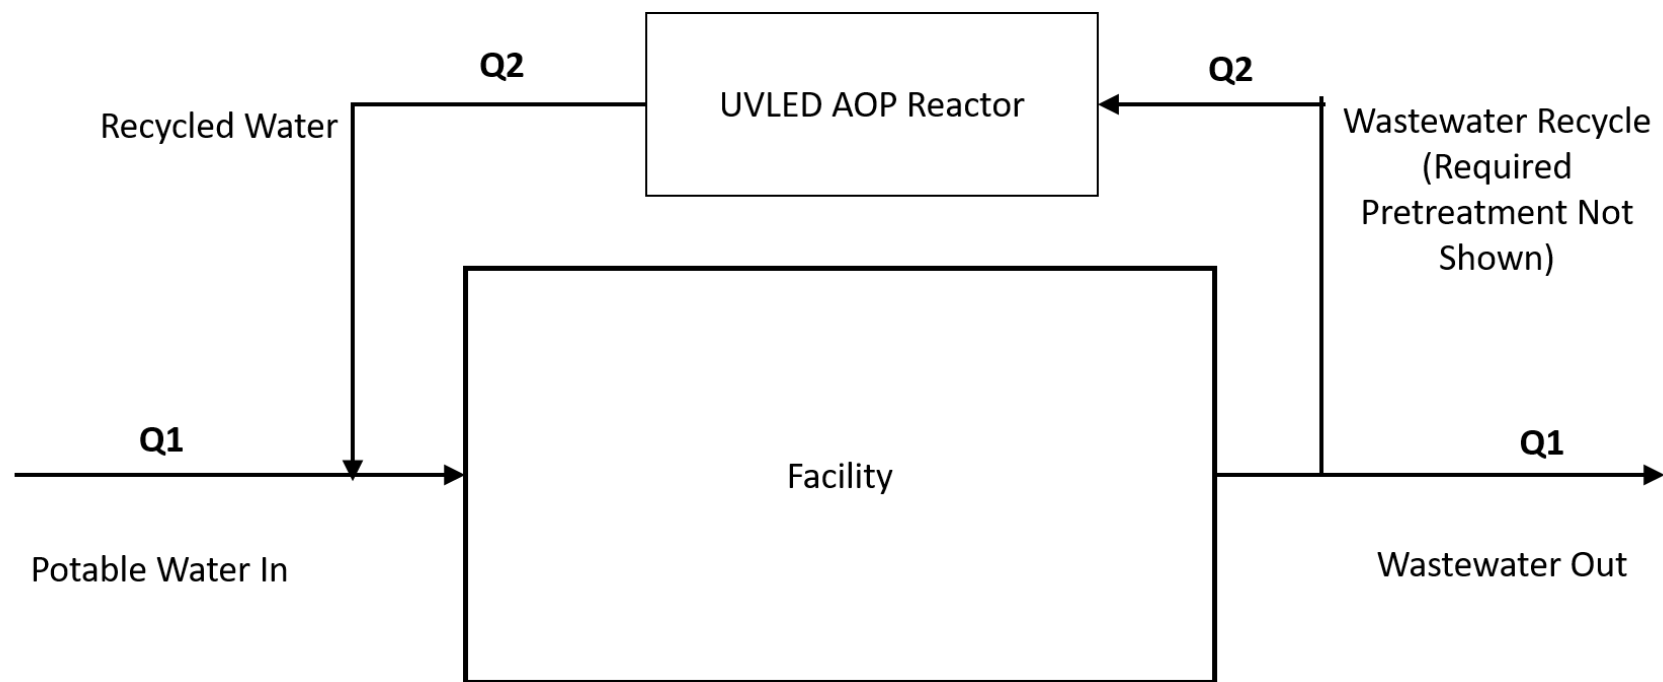 Q2
UVLED AOP Reactor
Q2
Recycled Water
Wastewater Recycle
(Required
Pretreatment Not
Shown)
Q1
Facility
Q1
Potable Water In
Wastewater Out